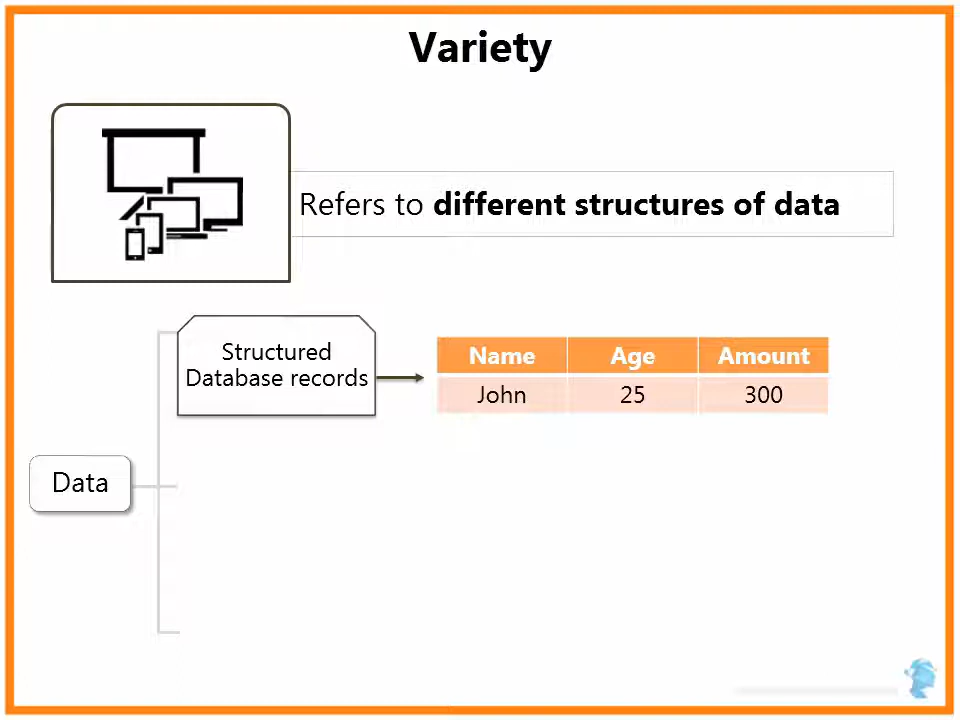 Variety
Refers to different structures of data
Structured
Database records
Name Age Amount
John 25 300
Data